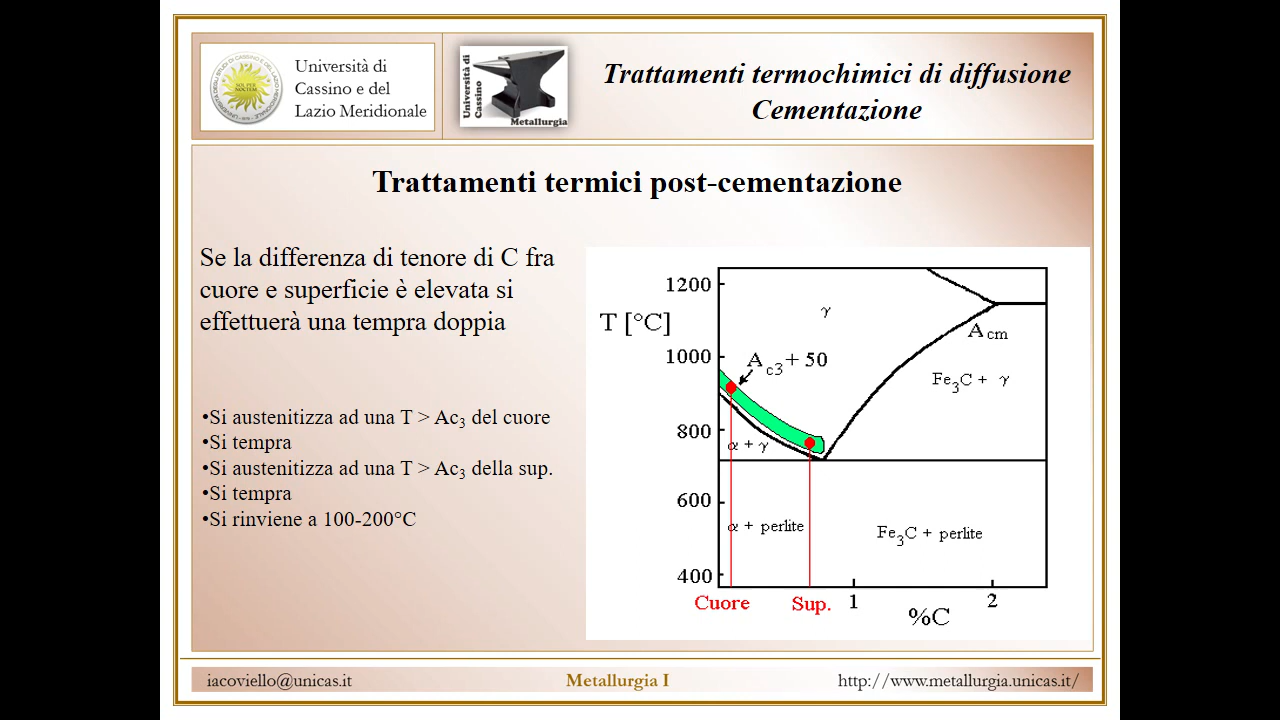 Università di
Cassino e del
Lazio Meridionale
Università di
Cassino
Metallurgia
Trattamenti termochimici di diffusione
Cementazione
Trattamenti termici post-cementazione
Se la differenza di tenore di C fra
cuore e superficie è elevata si
effettuerà una tempra doppia
•Si austenitizza ad una T > Ac3 del cuore
•Si tempra
•Si austenitizza ad una T > Ac3 della sup.
•Si tempra
•Si rinviene a 100-200°C
1200
T [°C]
γ
Acm
1000
Ac3 + 50
Fe3C + γ
800
α + γ
600
α + perlite
Fe3C + perlite
400
Cuore
Sup.
1
2
%C
iacoviello@unicas.it
Metallurgia I
http://www.metallurgia.unicas.it/